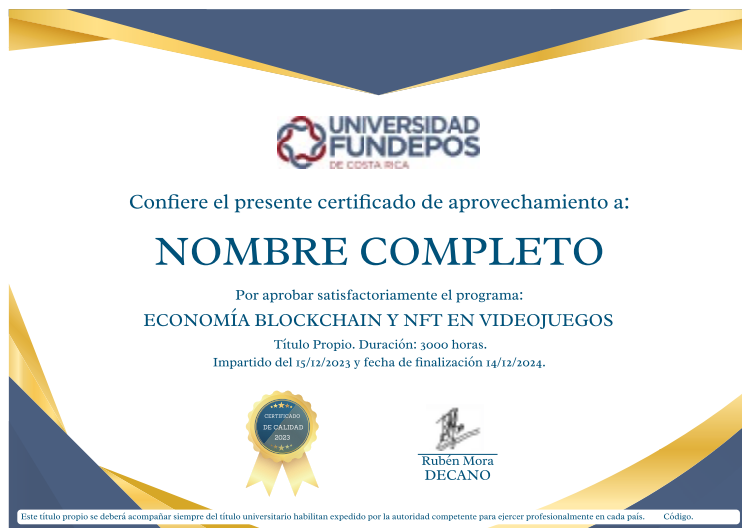 UNIVERSIDAD
FUNDEPOS
DE COSTA RICA
Confiere el presente certificado de aprovechamiento a:
NOMBRE COMPLETO
Por aprobar satisfactoriamente el programa:
ECONOMÍA BLOCKCHAIN Y NFT EN VIDEOJUEGOS
Título Propio. Duración: 3000 horas.
Impartido del 15/12/2023 y fecha de finalización 14/12/2024.
CERTIFICADO
DE CALIDAD
2023
Rubén Mora
DECANO
Este título propio se deberá acompañar siempre del título universitario habilitan expedido por la autoridad competente para ejercer profesionalmente en cada país. Código.